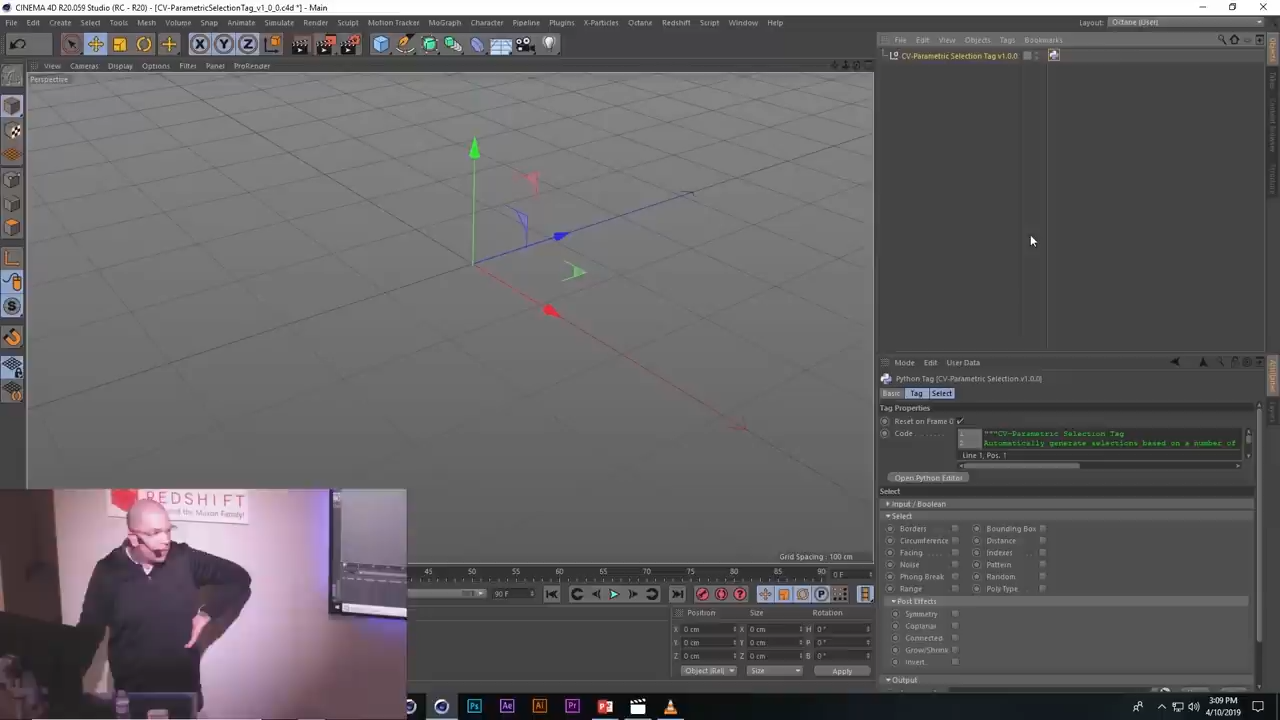 CINEMA 4D R20.059 Studio (RC - R20) - [CV-ParametricSelectionTag_v1_0_0.c4d *] - Main
File Edit Create Select Tools Mesh Volume Snap Animate Simulate Render Sculpt Motion Tracker MoGraph Character Pipeline Plugins X-Particles Octane Redshift Script Window Help
Layout: Octane (User)
X Y Z
View Cameras Display Options Filter Panel ProRender
Perspective
File Edit View Objects Tags Bookmarks
CV-Parametric Selection Tag v1.0.0
Objects
Mode Edit User Data
Python Tag [CV-Parametric Selection.v1.0.0]
Basic Tag Select
Tag Properties
Reset on Frame 0
Code
1 """CV-Parametric Selection Tag
2 Automatically generate selections based on a number of
Line 1, Pos. 1
Open Python Editor
Select
Input / Boolean
Select
Borders Bounding Box
Circumference Distance
Facing Indexes
Noise Pattern
Phong Break Random
Range Poly Type
Post Effects
Symmetry
Coplanar
Connected
Grow/Shrink
Invert
Output
Grid Spacing : 100 cm
45 50 55 60 65 70 75 80 85 90 0 F
90 F
Position Size Rotation
X 0 cm X 0 cm H 0 °
Y 0 cm Y 0 cm P 0 °
Z 0 cm Z 0 cm B 0 °
Object (Rel) Size Apply
REDSHIFT
Ps Ae Ai Pr
3:09 PM
4/10/2019